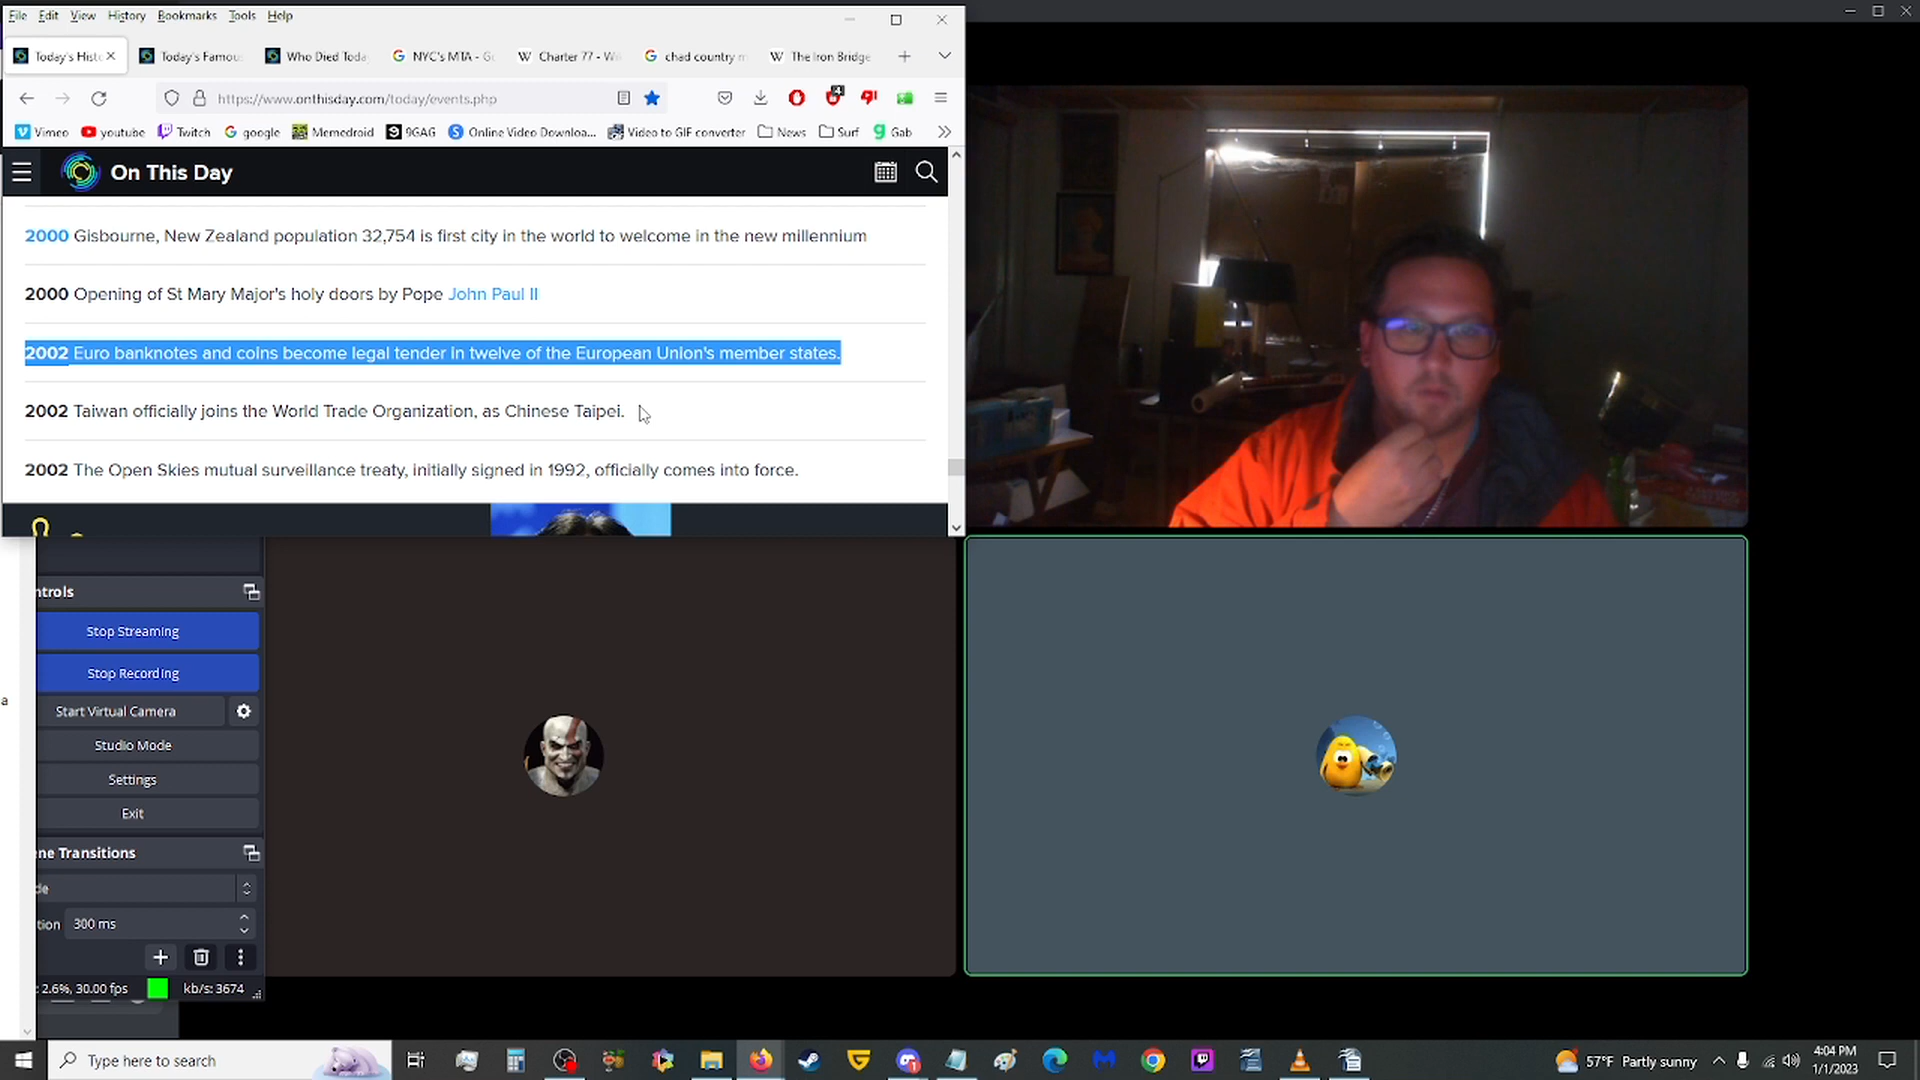 File Edit View History Bookmarks Tools Help
Today's Histo Today's Famou Who Died Toda NYC's MTA - Go Charter 77 - Wi chad country m The Iron Bridge
https://www.onthisday.com/today/events.php
Vimeo youtube Twitch google Memedroid 9GAG Online Video Downloa... Video to GIF converter News Surf Gab
On This Day
2000 Gisbourne, New Zealand population 32,754 is first city in the world to welcome in the new millennium
2000 Opening of St Mary Major's holy doors by Pope John Paul II
2002 Euro banknotes and coins become legal tender in twelve of the European Union's member states.
2002 Taiwan officially joins the World Trade Organization, as Chinese Taipei.
2002 The Open Skies mutual surveillance treaty, initially signed in 1992, officially comes into force.
ntrols
Stop Streaming
Stop Recording
a
Start Virtual Camera
Studio Mode
Settings
Exit
ene Transitions
de
tion 300 ms
: 2.6%, 30.00 fps kb/s: 3674
Type here to search
57°F Partly sunny
4:04 PM
1/1/2023